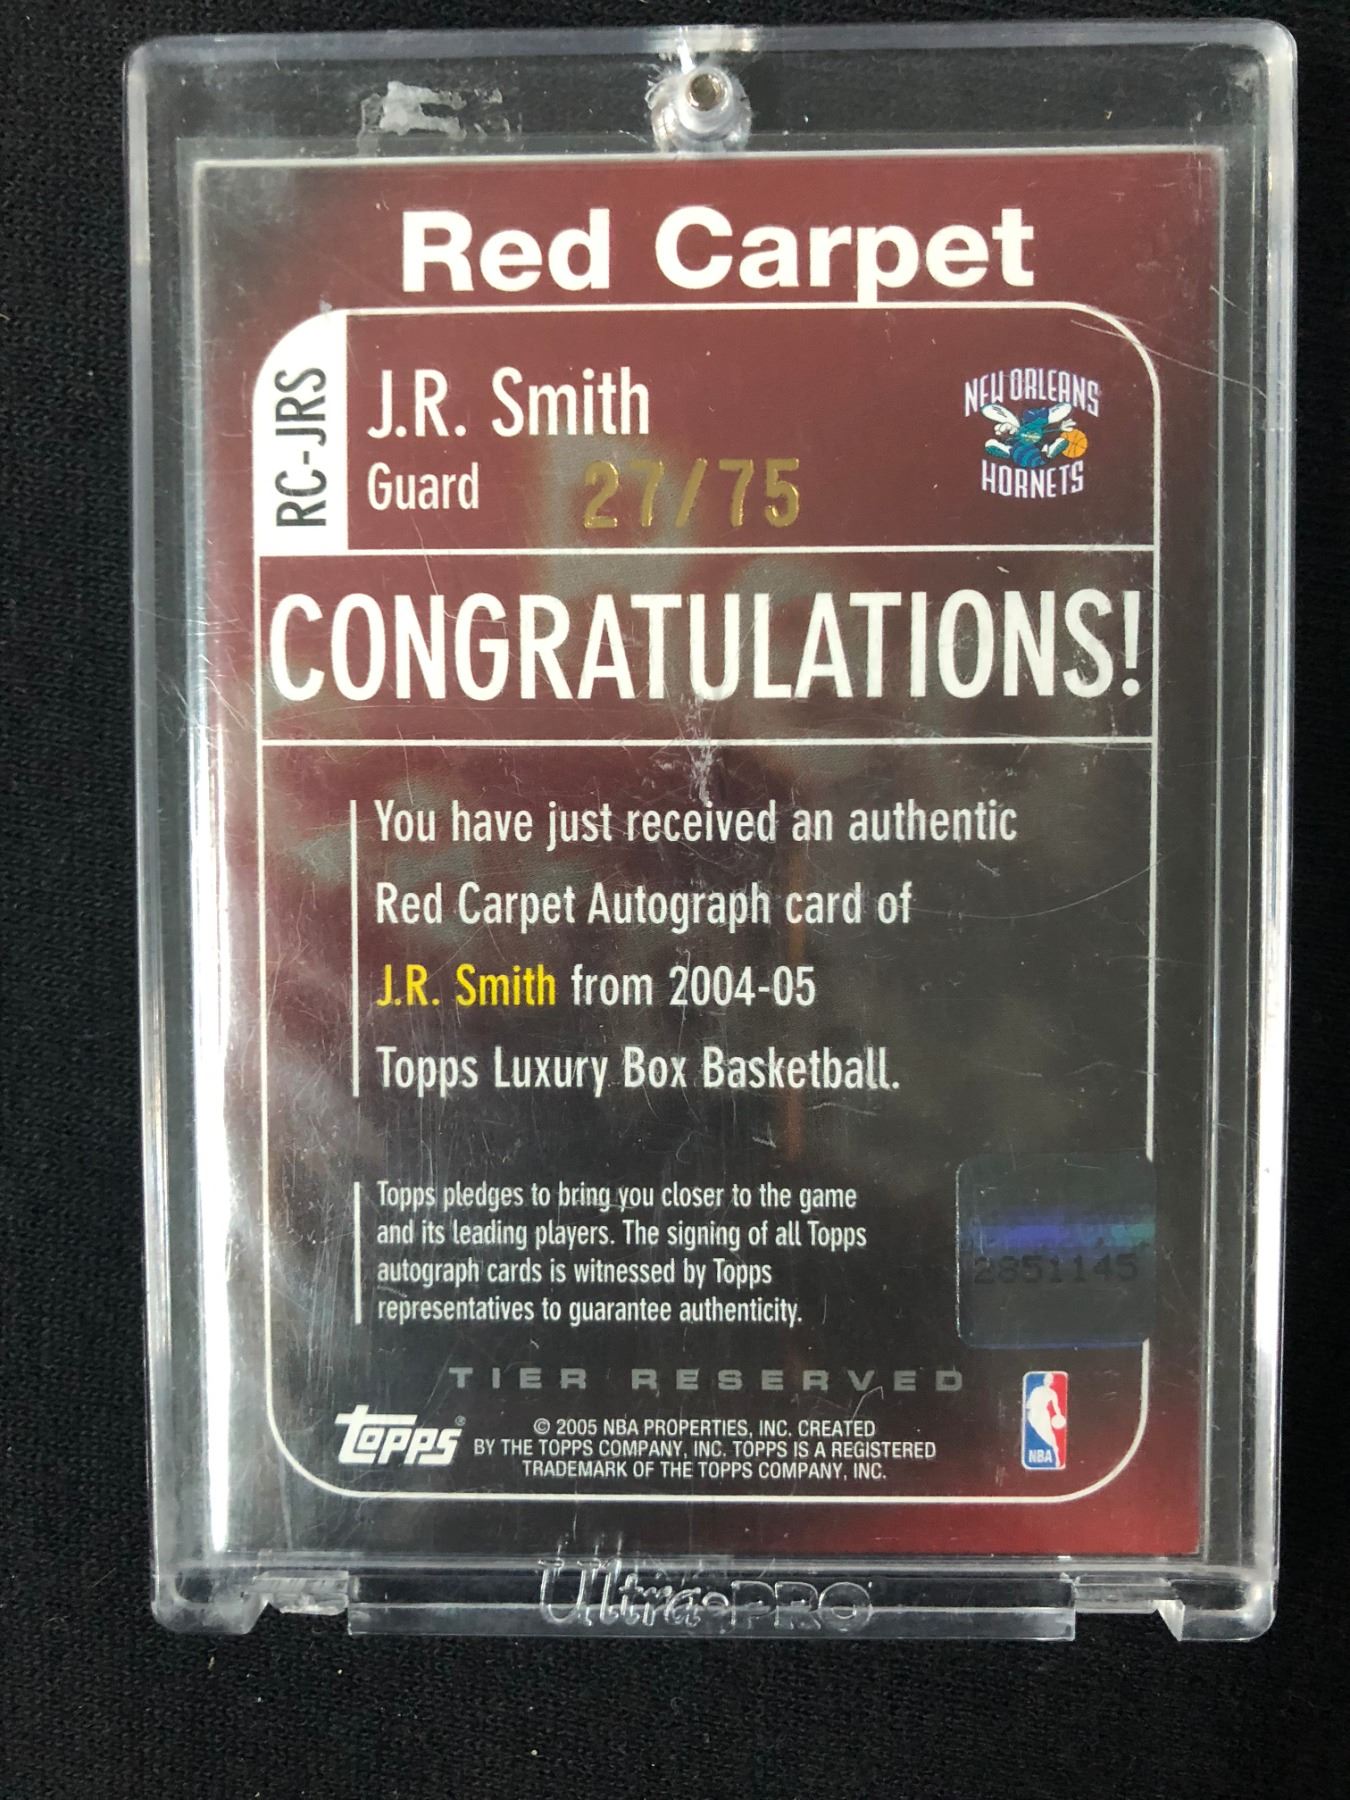 Red Carpet
RC-JRS
J.R. Smith
Guard
27/75
NEW ORLEANS
HORNETS
CONGRATULATIONS!
You have just received an authentic
Red Carpet Autograph card of
J.R. Smith from 2004-05
Topps Luxury Box Basketball.
Topps pledges to bring you closer to the game
and its leading players. The signing of all Topps
autograph cards is witnessed by Topps
representatives to guarantee authenticity.
2851145
TIER RESERVED
topps®
© 2005 NBA PROPERTIES, INC. CREATED
BY THE TOPPS COMPANY, INC. TOPPS IS A REGISTERED
TRADEMARK OF THE TOPPS COMPANY, INC.
NBA
Ultra•PRO